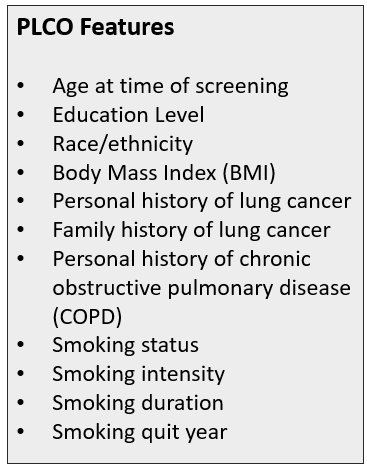 PLCO Features
• Age at time of screening
• Education Level
• Race/ethnicity
• Body Mass Index (BMI)
• Personal history of lung cancer
• Family history of lung cancer
• Personal history of chronic
obstructive pulmonary disease
(COPD)
• Smoking status
• Smoking intensity
• Smoking duration
• Smoking quit year